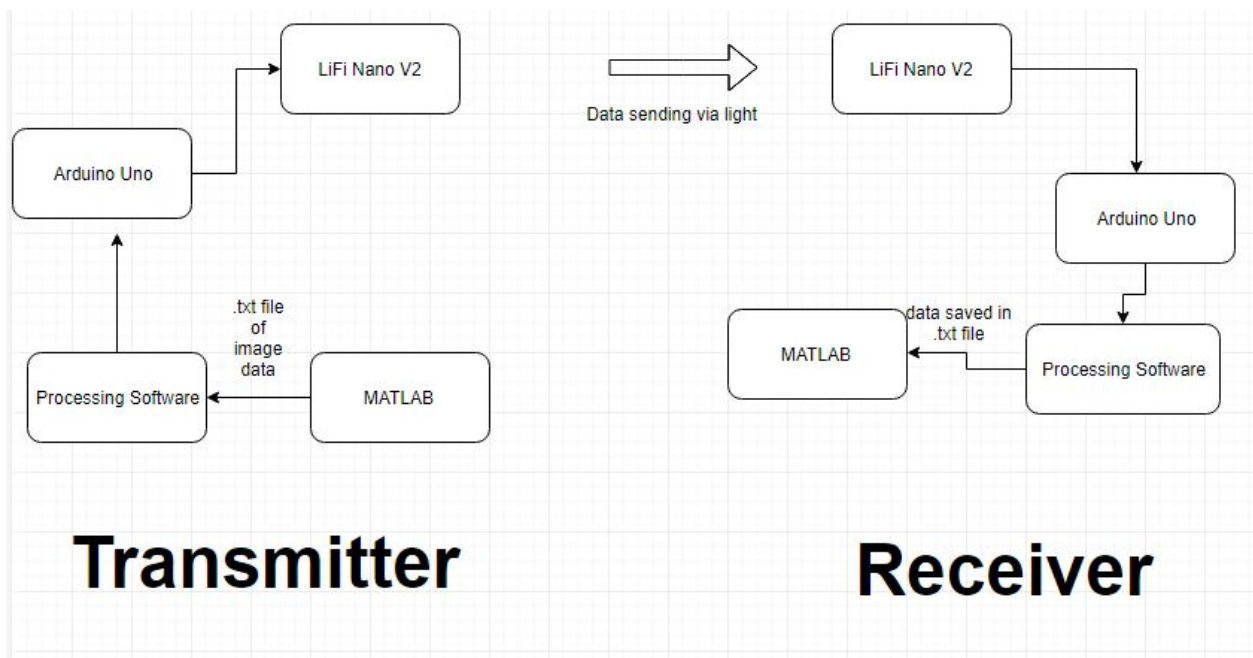 LiFi Nano V2
LiFi Nano V2
Data sending via light
Arduino Uno
Arduino Uno
.txt file
of
image
data
data saved in
.txt file
MATLAB
Processing Software
Processing Software
MATLAB
Transmitter
Receiver